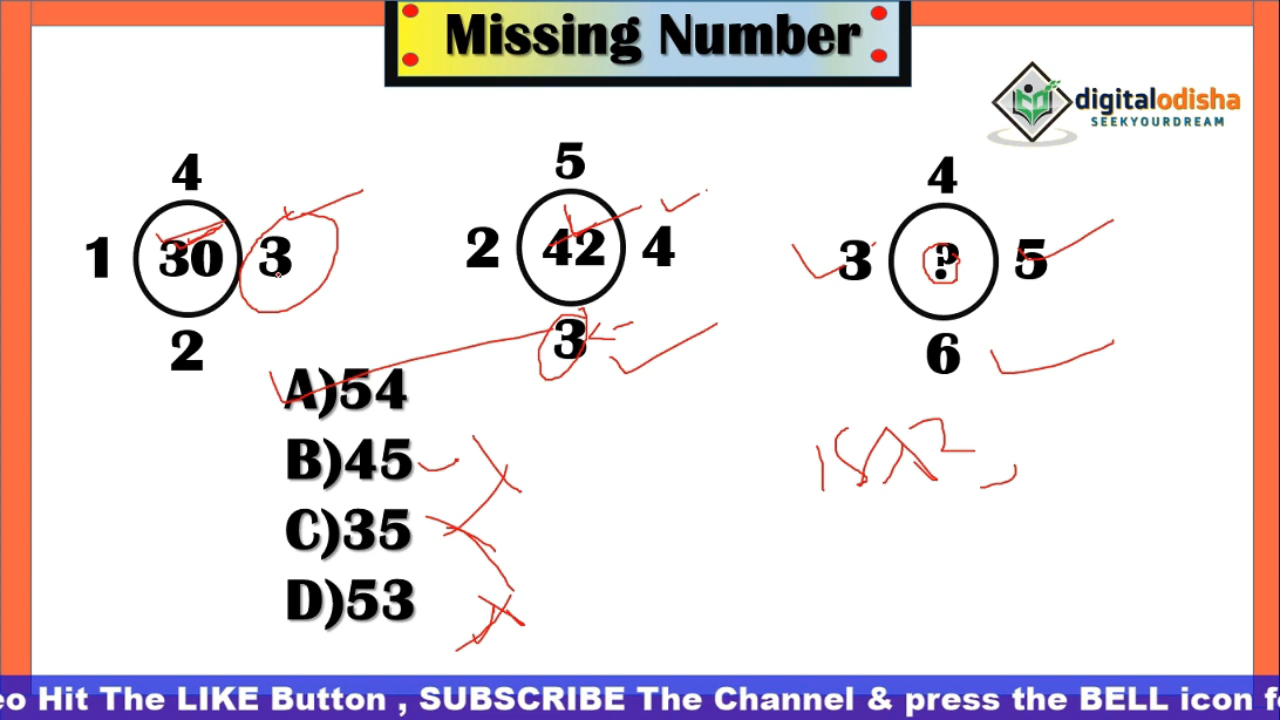 Missing Number
digitalodisha
SEEKYOURDREAM
4
1 30 3
2
5
2 42 4
3
4
3 ? 5
6
A)54
B)45
C)35
D)53
eo Hit The LIKE Button , SUBSCRIBE The Channel & press the BELL icon f